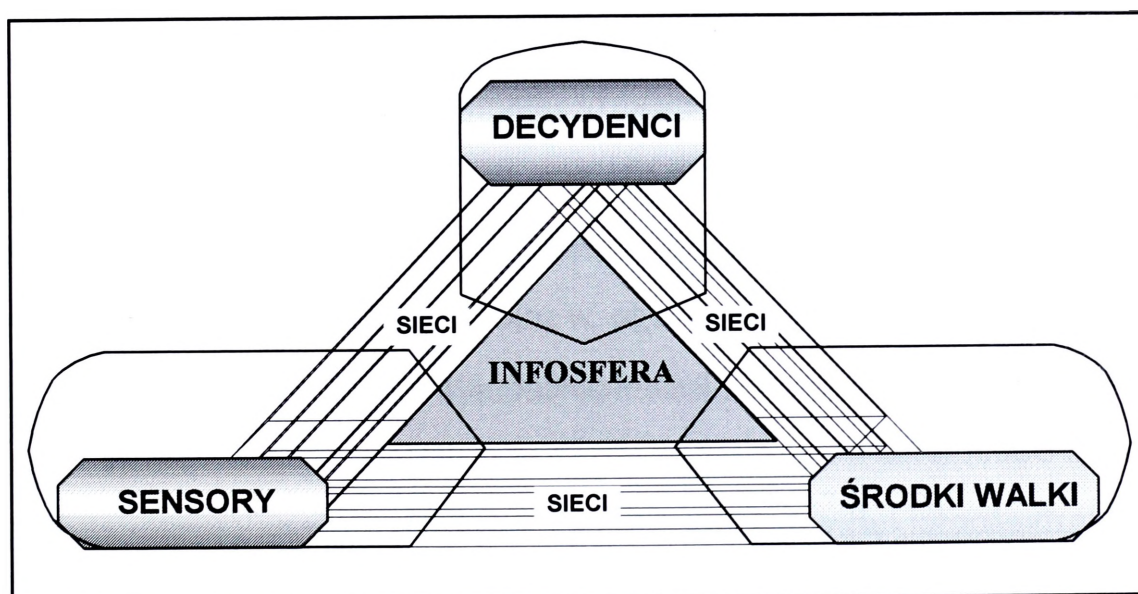 DECYDENCI
SIECI
SIECI
INFOSFERA
SENSORY
SIECI
ŚRODKI WALKI